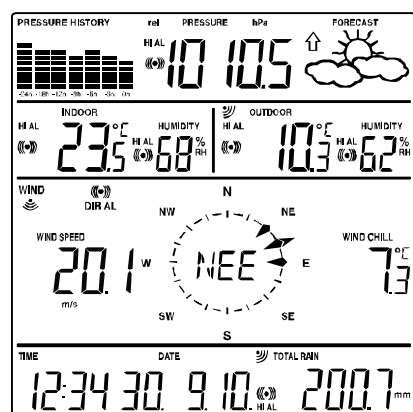 PRESSURE HISTORY rel PRESSURE hPa FORECAST
HI AL
1010.5
-24h -18h -12h -9h -6h -3h 0h
INDOOR OUTDOOR
HI AL 23.5 °C HI AL HUMIDITY 68 % RH HI AL 10.3 °C HI AL HUMIDITY 62 % RH
WIND DIR AL
N
NW NE
WIND SPEED WIND CHILL
20.1 m/s W NEE E 7.3 °C
SW SE
S
TIME DATE TOTAL RAIN
12:34 30. 9.10. HI AL 200.7 mm